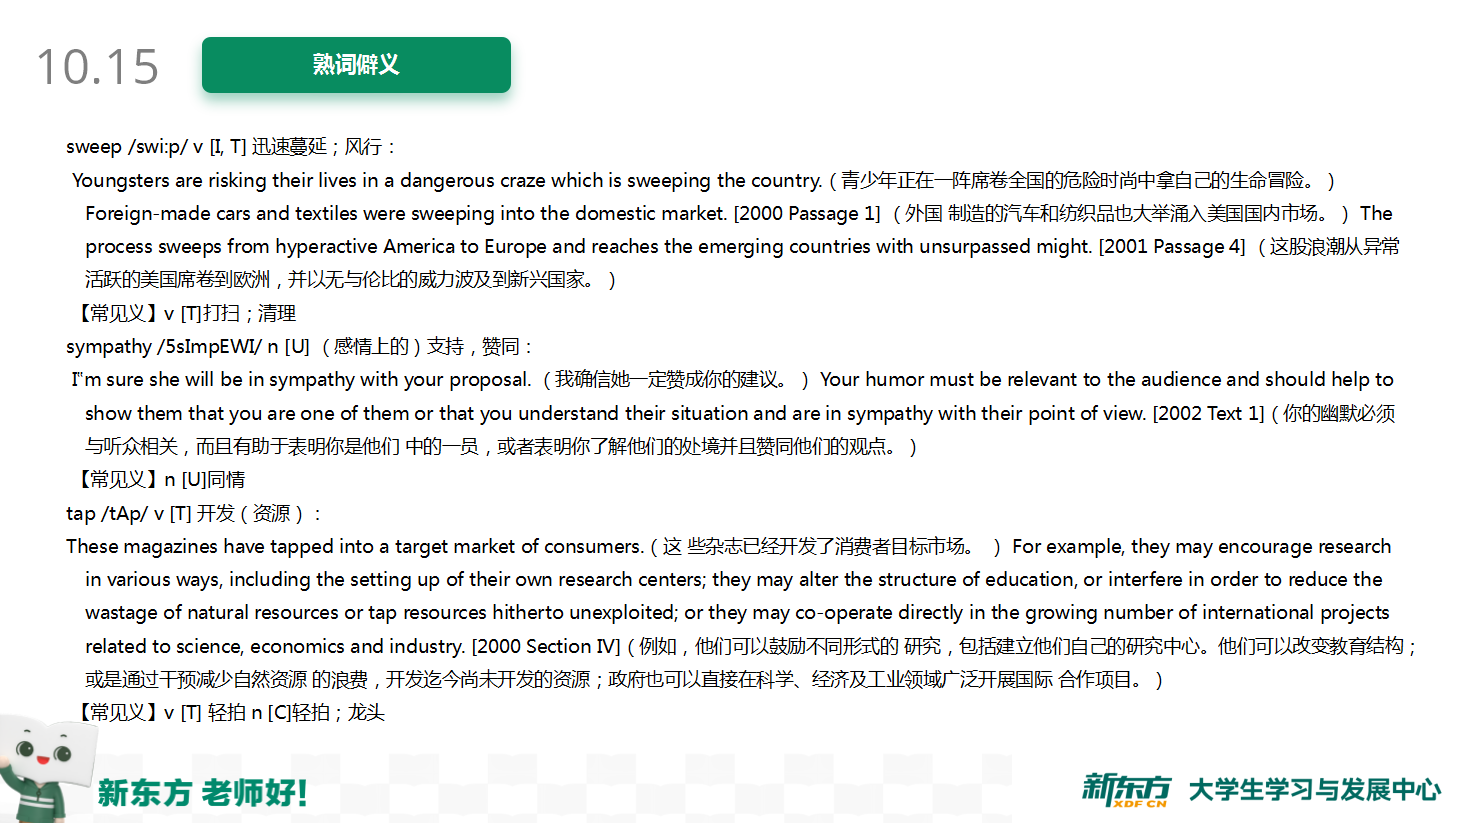 10.15
熟词僻义
sweep /swi:p/ v [I, T] 迅速蔓延；风行：
Youngsters are risking their lives in a dangerous craze which is sweeping the country.（青少年正在一阵席卷全国的危险时尚中拿自己的生命冒险。）
Foreign-made cars and textiles were sweeping into the domestic market. [2000 Passage 1] （外国 制造的汽车和纺织品也大举涌入美国国内市场。） The
process sweeps from hyperactive America to Europe and reaches the emerging countries with unsurpassed might. [2001 Passage 4] （这股浪潮从异常
活跃的美国席卷到欧洲，并以无与伦比的威力波及到新兴国家。）
【常见义】v [T]打扫；清理
sympathy /5sImpEWI/ n [U] （感情上的）支持，赞同：
I‟m sure she will be in sympathy with your proposal. （我确信她一定赞成你的建议。） Your humor must be relevant to the audience and should help to
show them that you are one of them or that you understand their situation and are in sympathy with their point of view. [2002 Text 1]（你的幽默必须
与听众相关，而且有助于表明你是他们 中的一员，或者表明你了解他们的处境并且赞同他们的观点。）
【常见义】n [U]同情
tap /tAp/ v [T] 开发（资源）：
These magazines have tapped into a target market of consumers.（这 些杂志已经开发了消费者目标市场。 ） For example, they may encourage research
in various ways, including the setting up of their own research centers; they may alter the structure of education, or interfere in order to reduce the
wastage of natural resources or tap resources hitherto unexploited; or they may co-operate directly in the growing number of international projects
related to science, economics and industry. [2000 Section IV]（例如，他们可以鼓励不同形式的 研究，包括建立他们自己的研究中心。他们可以改变教育结构；
或是通过干预减少自然资源 的浪费，开发迄今尚未开发的资源；政府也可以直接在科学、经济及工业领域广泛开展国际 合作项目。）
【常见义】v [T] 轻拍 n [C]轻拍；龙头
新东方 老师好!
新东方 XDF.CN 大学生学习与发展中心